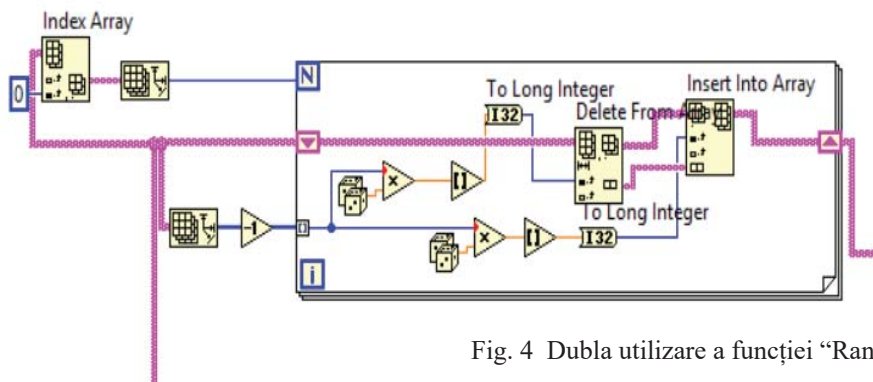 Index Array
0
N
To Long Integer
I32
Delete From
Insert Into Array
x
[]
-1
To Long Integer
x
[]
I32
i
Fig. 4 Dubla utilizare a funcției “Ran